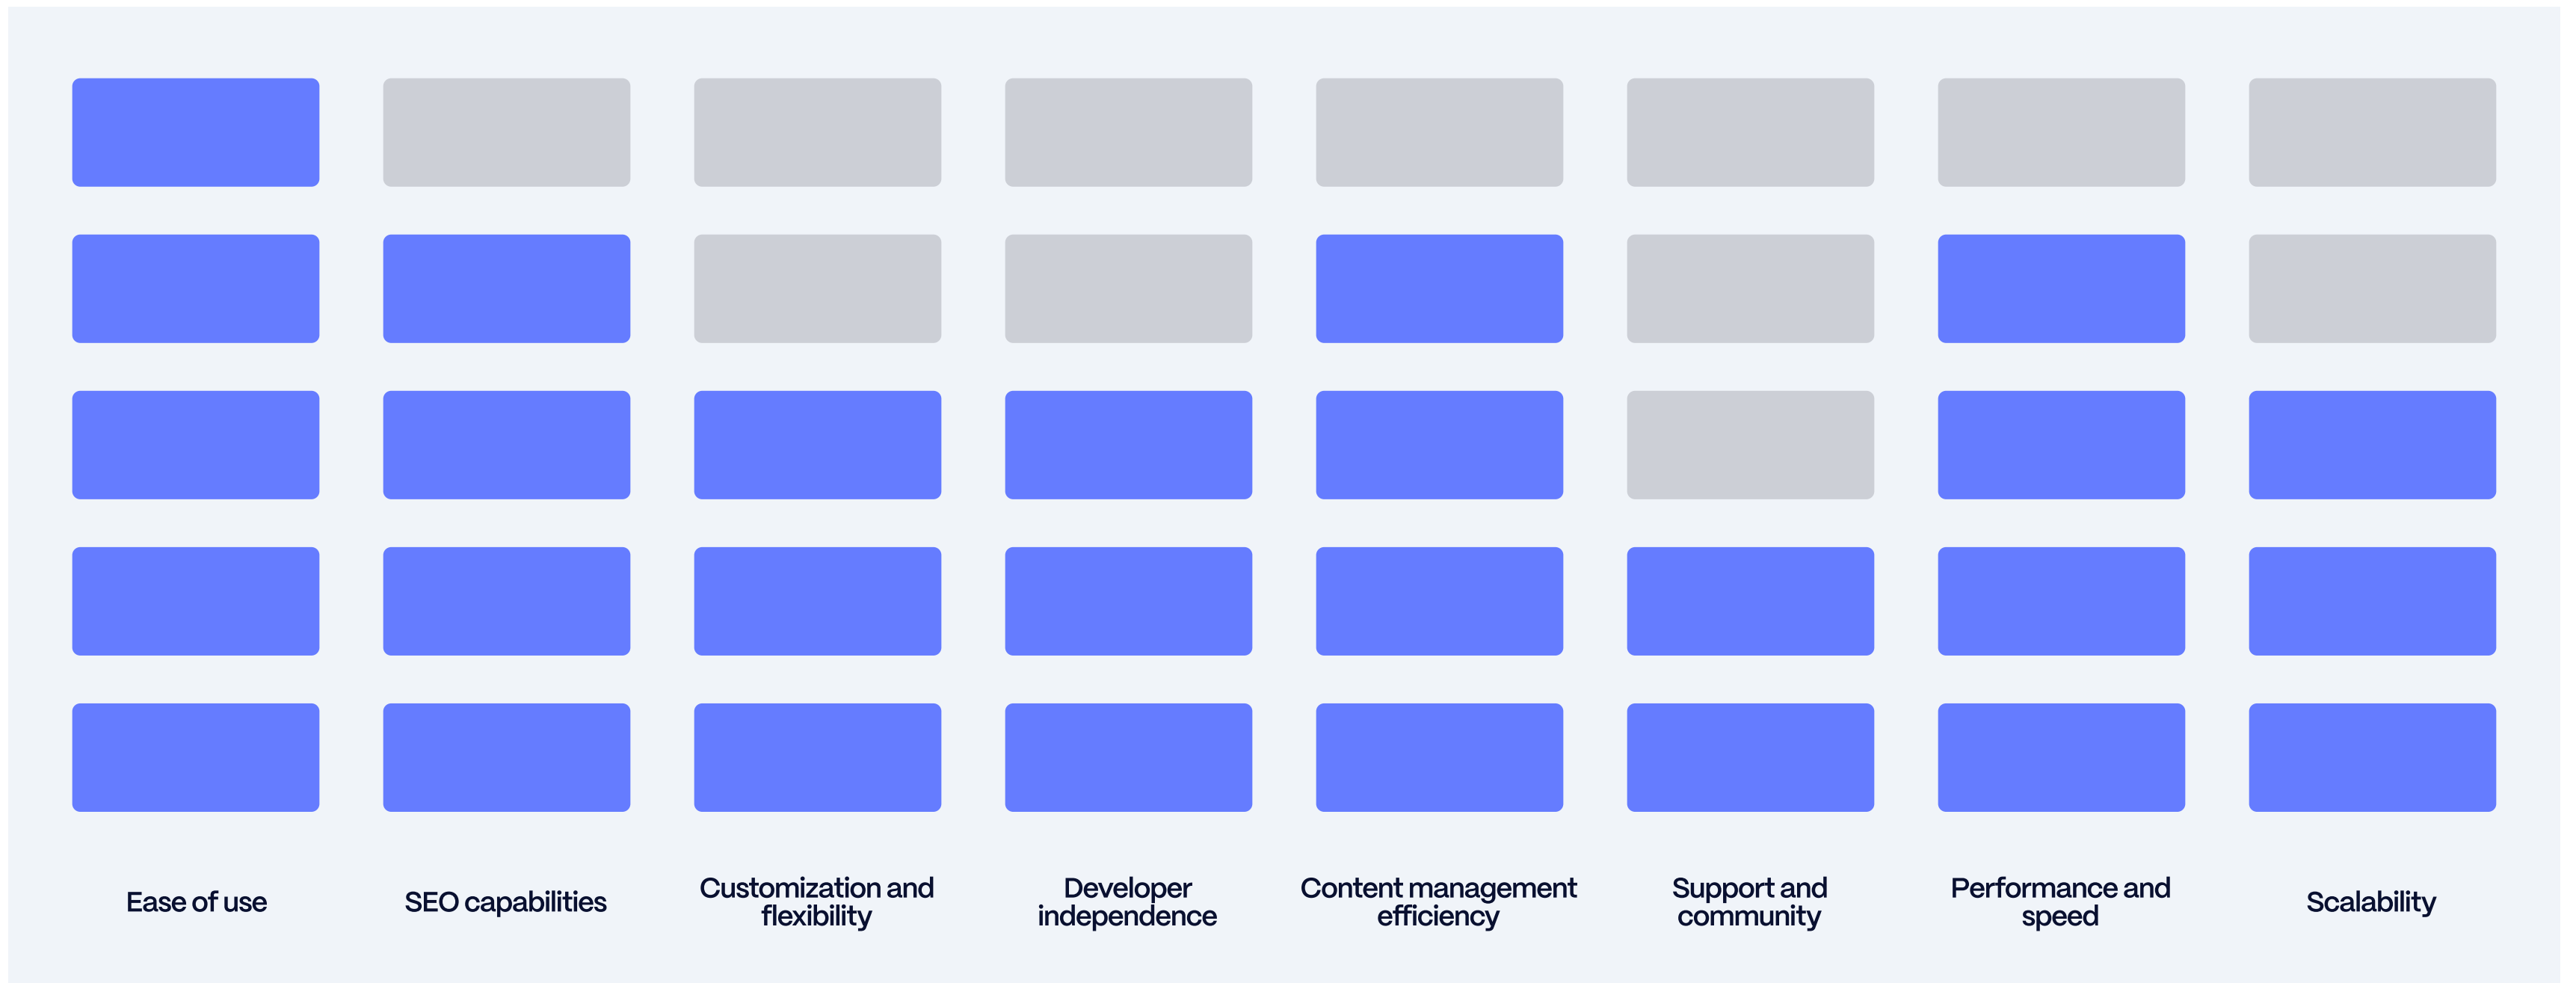 Ease of use
SEO capabilities
Customization and
flexibility
Developer
independence
Content management
efficiency
Support and
community
Performance and
speed
Scalability